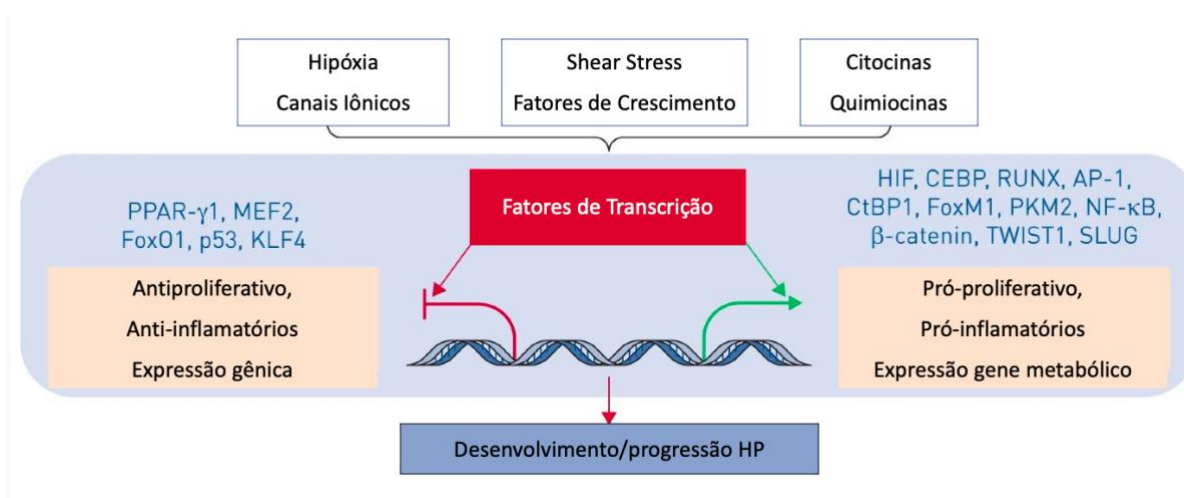 Hipóxia
Canais Iônicos
Shear Stress
Fatores de Crescimento
Citocinas
Quimiocinas
PPAR-γ1, MEF2,
FoxO1, p53, KLF4
Antiproliferativo,
Anti-inflamatórios
Expressão gênica
Fatores de Transcrição
HIF, CEBP, RUNX, AP-1,
CtBP1, FoxM1, PKM2, NF-κB,
β-catenin, TWIST1, SLUG
Pró-proliferativo,
Pró-inflamatórios
Expressão gene metabólico
Desenvolvimento/progressão HP